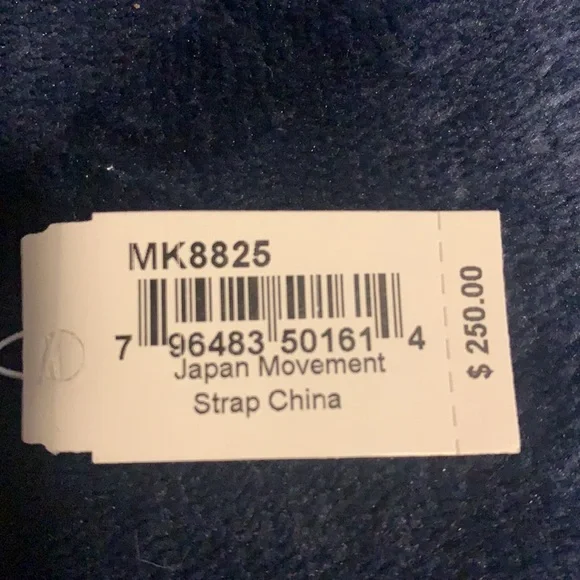 MK8825
7 96483 50161 4
Japan Movement
Strap China
$ 250.00